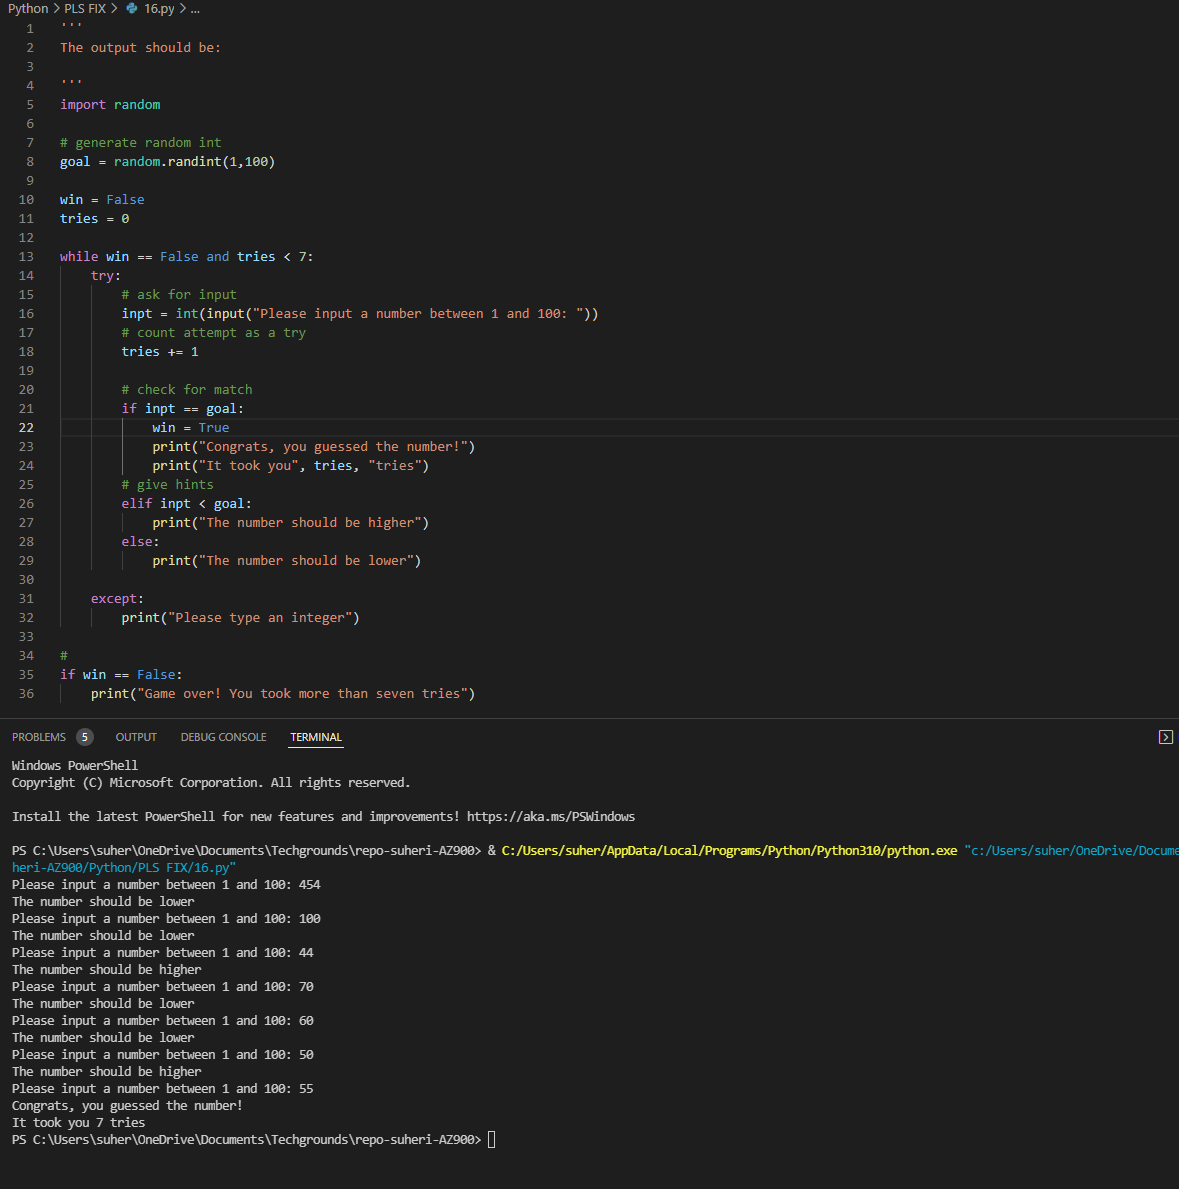 Python > PLS FIX > 16.py > ...
1 '''
2 The output should be:
3
4 '''
5 import random
6
7 # generate random int
8 goal = random.randint(1,100)
9
10 win = False
11 tries = 0
12
13 while win == False and tries < 7:
14     try:
15         # ask for input
16         inpt = int(input("Please input a number between 1 and 100: "))
17         # count attempt as a try
18         tries += 1
19
20         # check for match
21         if inpt == goal:
22             win = True
23             print("Congrats, you guessed the number!")
24             print("It took you", tries, "tries")
25         # give hints
26         elif inpt < goal:
27             print("The number should be higher")
28         else:
29             print("The number should be lower")
30
31     except:
32         print("Please type an integer")
33
34 #
35 if win == False:
36     print("Game over! You took more than seven tries")
PROBLEMS 5 OUTPUT DEBUG CONSOLE TERMINAL
Windows PowerShell
Copyright (C) Microsoft Corporation. All rights reserved.
Install the latest PowerShell for new features and improvements! https://aka.ms/PSWindows
PS C:\Users\suher\OneDrive\Documents\Techgrounds\repo-suheri-AZ900> & C:/Users/suher/AppData/Local/Programs/Python/Python310/python.exe "c:/Users/suher/OneDrive/Docume
heri-AZ900/Python/PLS FIX/16.py"
Please input a number between 1 and 100: 454
The number should be lower
Please input a number between 1 and 100: 100
The number should be lower
Please input a number between 1 and 100: 44
The number should be higher
Please input a number between 1 and 100: 70
The number should be lower
Please input a number between 1 and 100: 60
The number should be lower
Please input a number between 1 and 100: 50
The number should be higher
Please input a number between 1 and 100: 55
Congrats, you guessed the number!
It took you 7 tries
PS C:\Users\suher\OneDrive\Documents\Techgrounds\repo-suheri-AZ900>